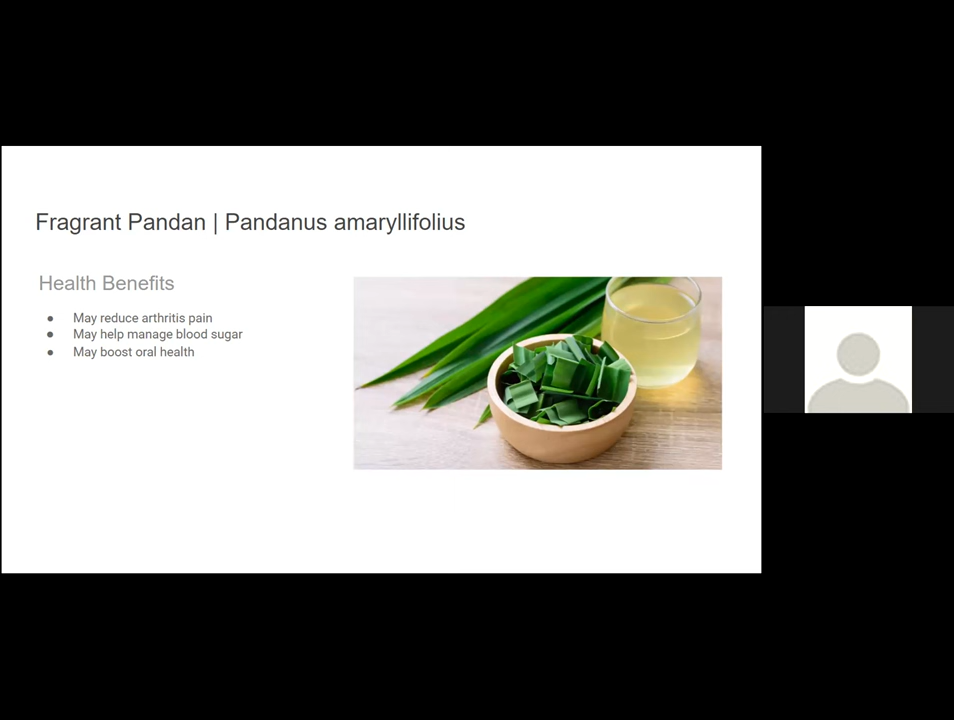 Fragrant Pandan | Pandanus amaryllifolius
Health Benefits
● May reduce arthritis pain
● May help manage blood sugar
● May boost oral health